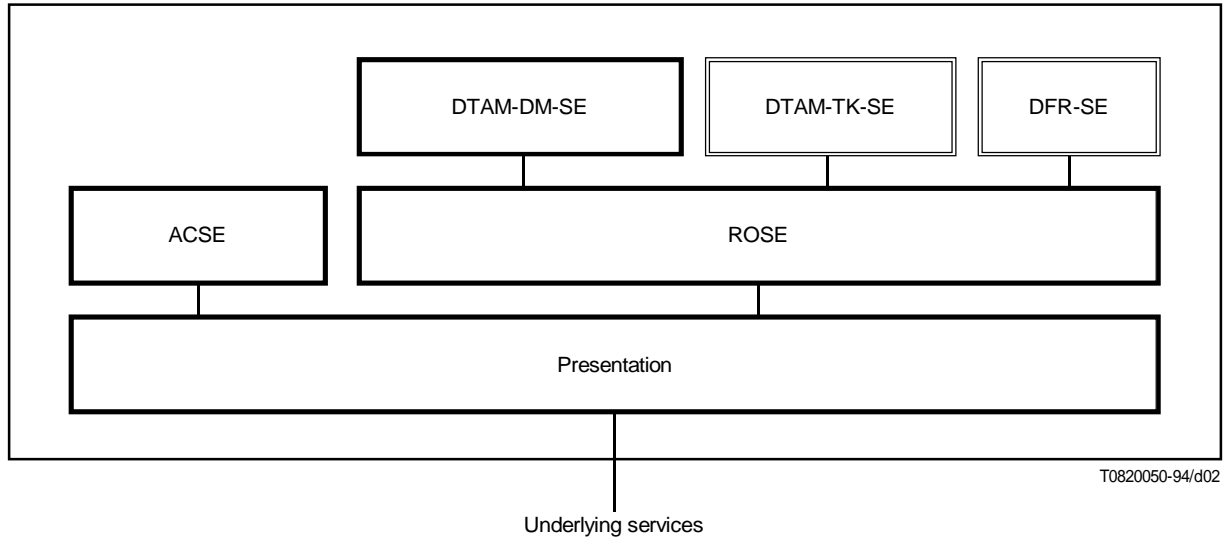 DTAM-DM-SE
DTAM-TK-SE
DFR-SE
ACSE
ROSE
Presentation
T0820050-94/d02
Underlying services